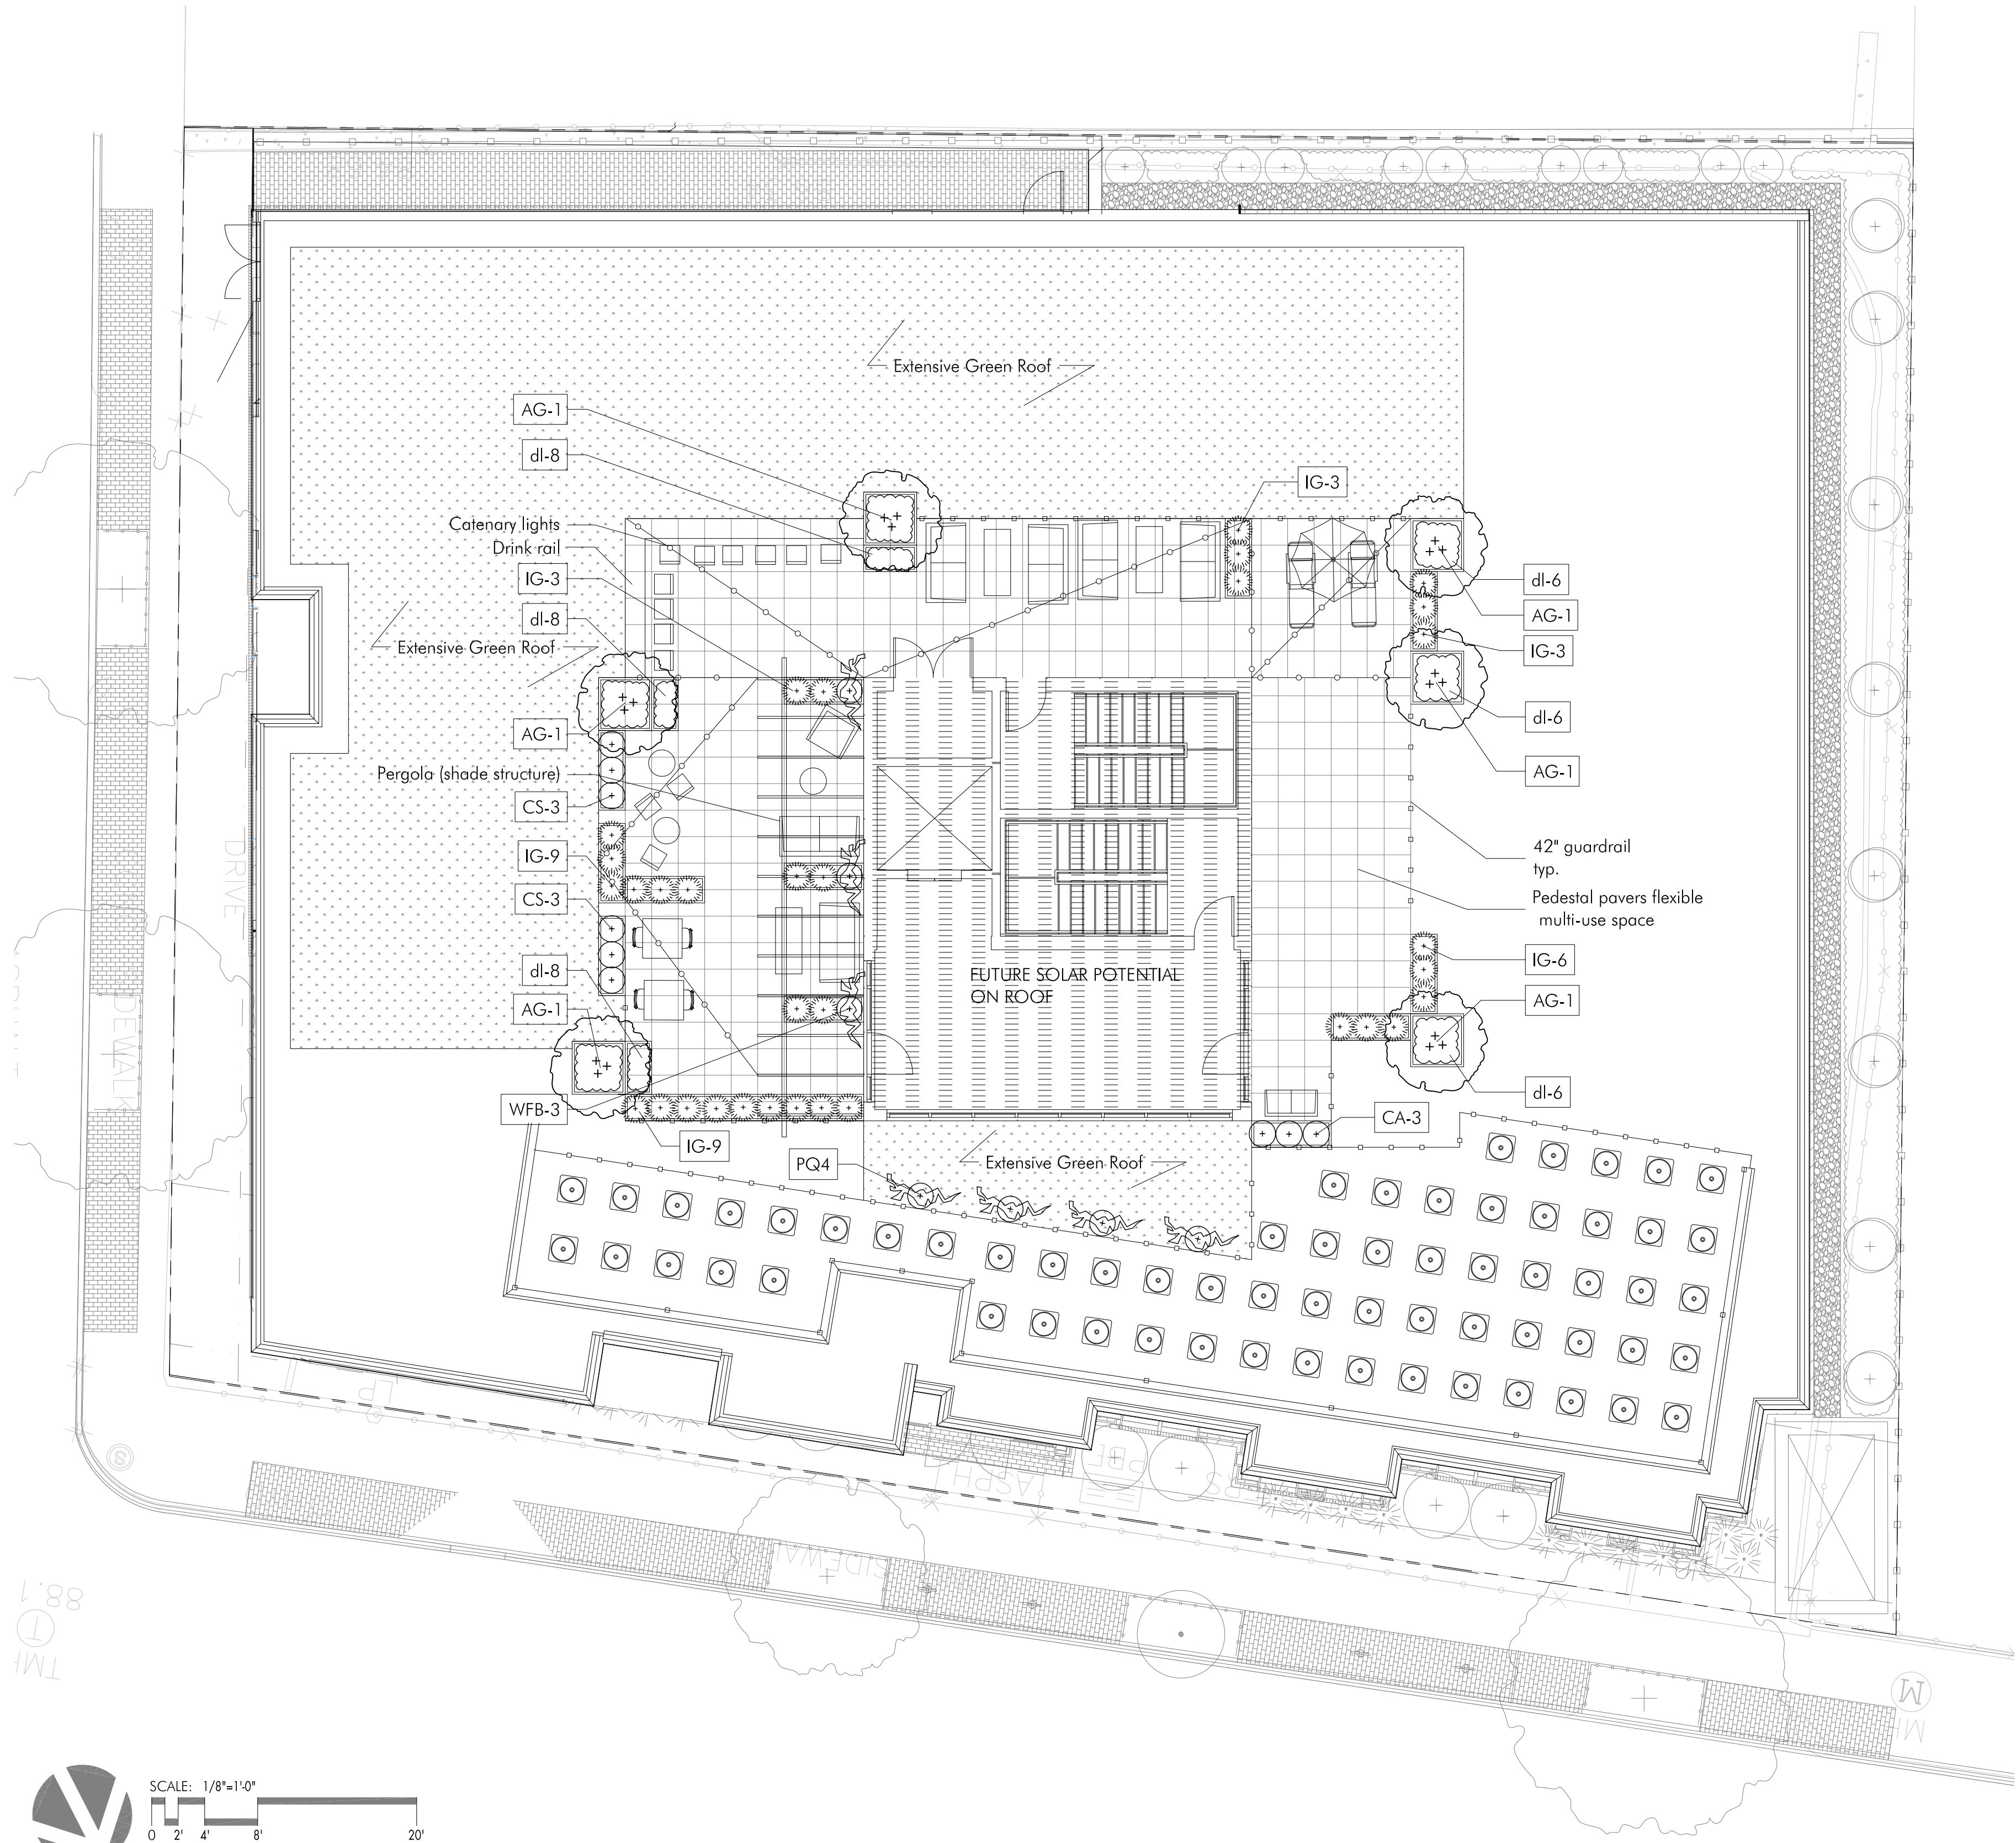 Extensive Green Roof
AG-1
dl-8
IG-3
Catenary lights
Drink rail
IG-3
dl-6
dl-8
AG-1
Extensive Green Roof
IG-3
dl-6
AG-1
AG-1
Pergola (shade structure)
CS-3
42" guardrail
typ.
IG-9
CS-3
Pedestal pavers flexible
multi-use space
DRIVE
IG-6
dl-8
FUTURE SOLAR POTENTIAL
ON ROOF
AG-1
AG-1
dl-6
WFB-3
CA-3
IG-9
PQ4
Extensive Green Roof
LP
S
88.1
T
M
SCALE: 1/8"=1'-0"
0 2' 4' 8' 20'